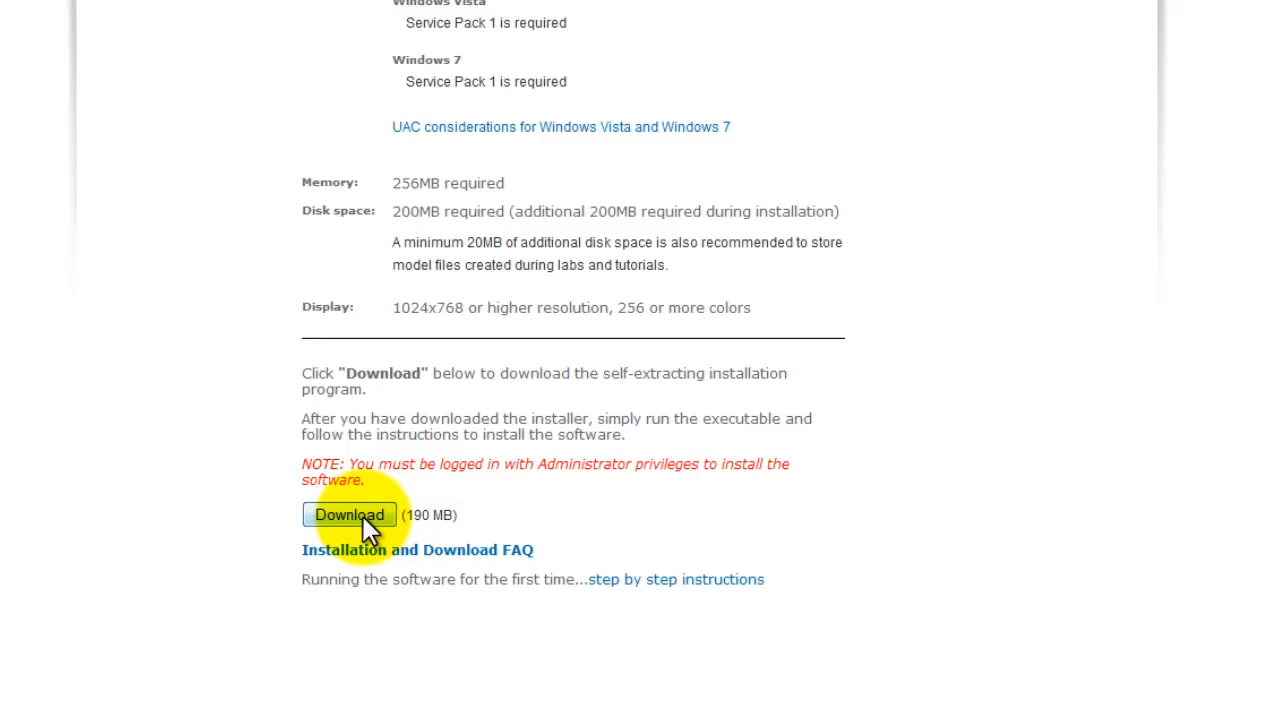 Windows Vista
Service Pack 1 is required
Windows 7
Service Pack 1 is required
UAC considerations for Windows Vista and Windows 7
Memory: 256MB required
Disk space: 200MB required (additional 200MB required during installation)
A minimum 20MB of additional disk space is also recommended to store
model files created during labs and tutorials.
Display: 1024x768 or higher resolution, 256 or more colors
Click "Download" below to download the self-extracting installation
program.
After you have downloaded the installer, simply run the executable and
follow the instructions to install the software.
NOTE: You must be logged in with Administrator privileges to install the
software.
Download (190 MB)
Installation and Download FAQ
Running the software for the first time...step by step instructions